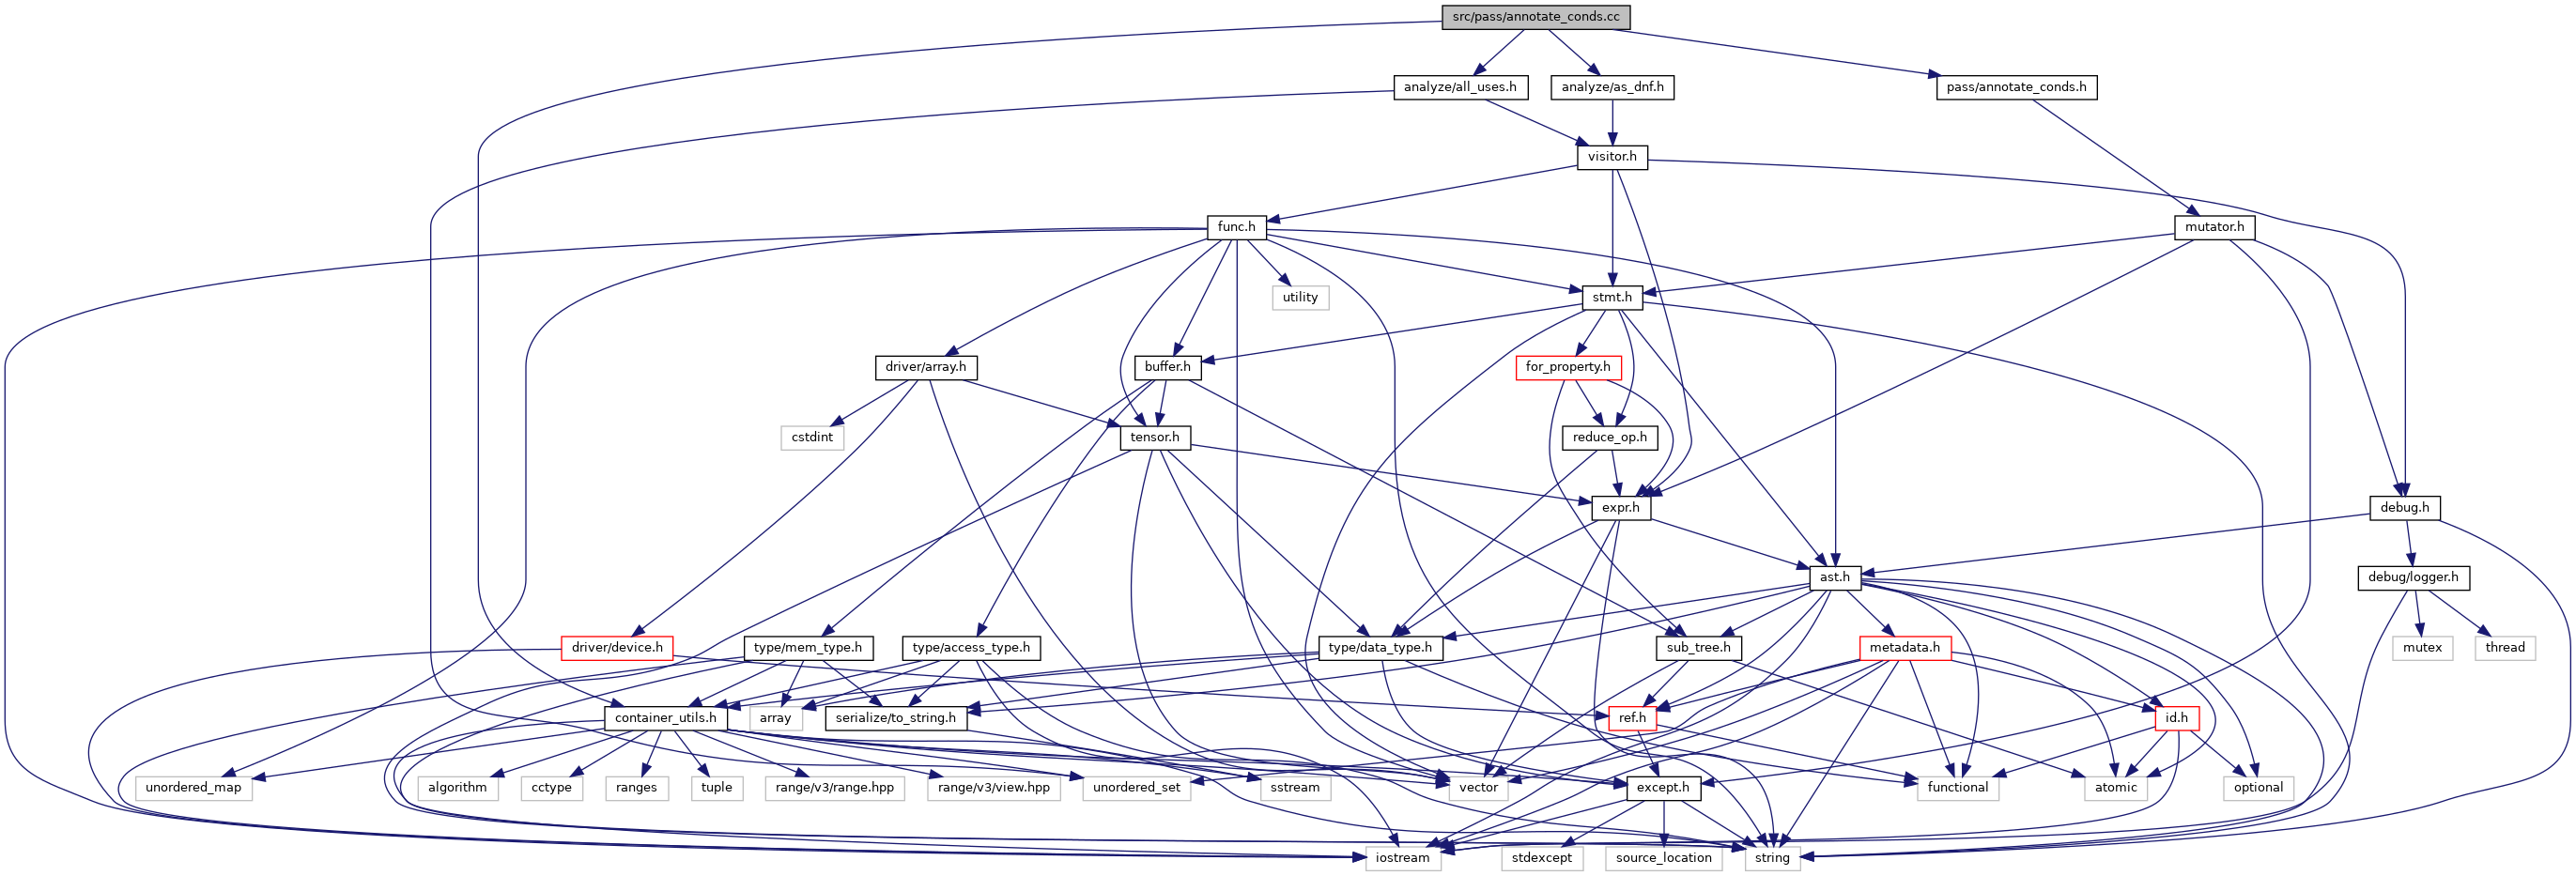 src/pass/annotate_conds.cc
analyze/all_uses.h
analyze/as_dnf.h
pass/annotate_conds.h
visitor.h
func.h
mutator.h
utility
stmt.h
driver/array.h
buffer.h
for_property.h
cstdint
tensor.h
reduce_op.h
expr.h
debug.h
ast.h
debug/logger.h
driver/device.h
type/mem_type.h
type/access_type.h
type/data_type.h
sub_tree.h
metadata.h
mutex
thread
container_utils.h
array
serialize/to_string.h
ref.h
id.h
unordered_map
algorithm
cctype
ranges
tuple
range/v3/range.hpp
range/v3/view.hpp
unordered_set
sstream
vector
except.h
functional
atomic
optional
iostream
stdexcept
source_location
string